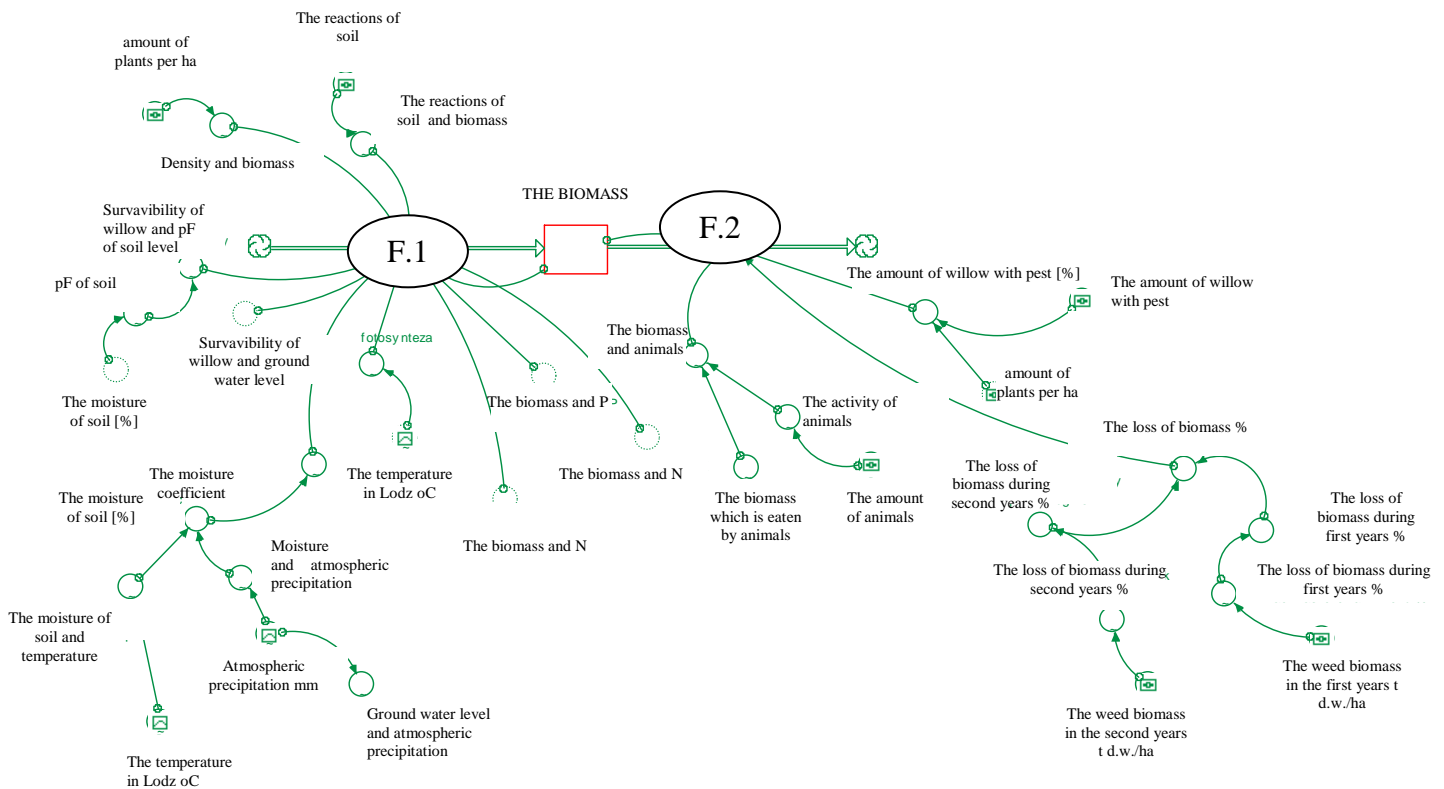 The reactions of
soil
amount of
plants per ha
The reactions of
soil and biomass
Density and biomass
THE BIOMASS
Survavibility of
willow and pF
of soil level
F.1
F.2
pF of soil
The amount of willow with pest [%]
The amount of willow
with pest
fotosynteza
Survavibility of
willow and ground
water level
The biomass
and animals
amount of
plants per ha
The moisture
of soil [%]
The biomass and P
The activity of
animals
The loss of biomass %
The moisture
coefficient
The temperature
in Lodz oC
The biomass and N
The loss of
biomass during
second years %
The moisture
of soil [%]
The biomass
which is eaten
by animals
The amount
of animals
The loss of
biomass during
first years %
The biomass and N
Moisture
and atmospheric
precipitation
The loss of biomass during
second years %
The loss of biomass during
first years %
The moisture of
soil and
temperature
Atmospheric
precipitation mm
The weed biomass
in the first years t
d.w./ha
Ground water level
and atmospheric
precipitation
The weed biomass
in the second years
t d.w./ha
The temperature
in Lodz oC